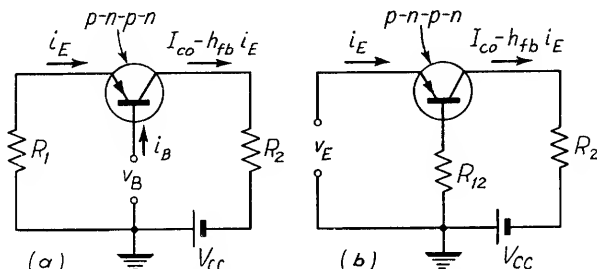 p-n-p-n
i_E
I_co - h_fb i_E
R_1
i_B
v_B
R_2
(a)
V_CC
p-n-p-n
i_E
I_co - h_fb i_E
v_E
R_12
R_2
(b)
V_CC